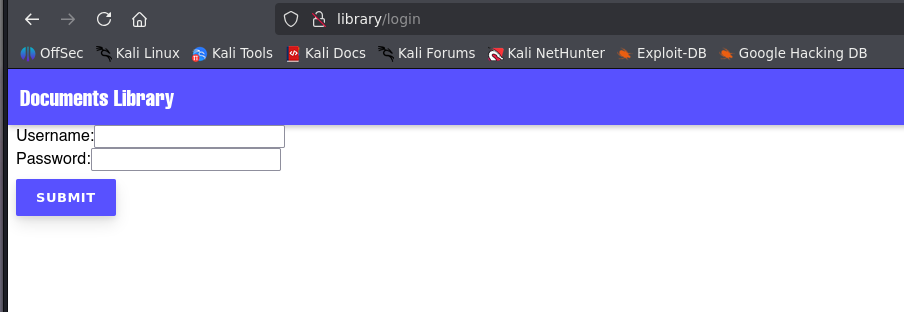 library/login
OffSec Kali Linux Kali Tools Kali Docs Kali Forums Kali NetHunter Exploit-DB Google Hacking DB
Documents Library
Username:
Password:
SUBMIT